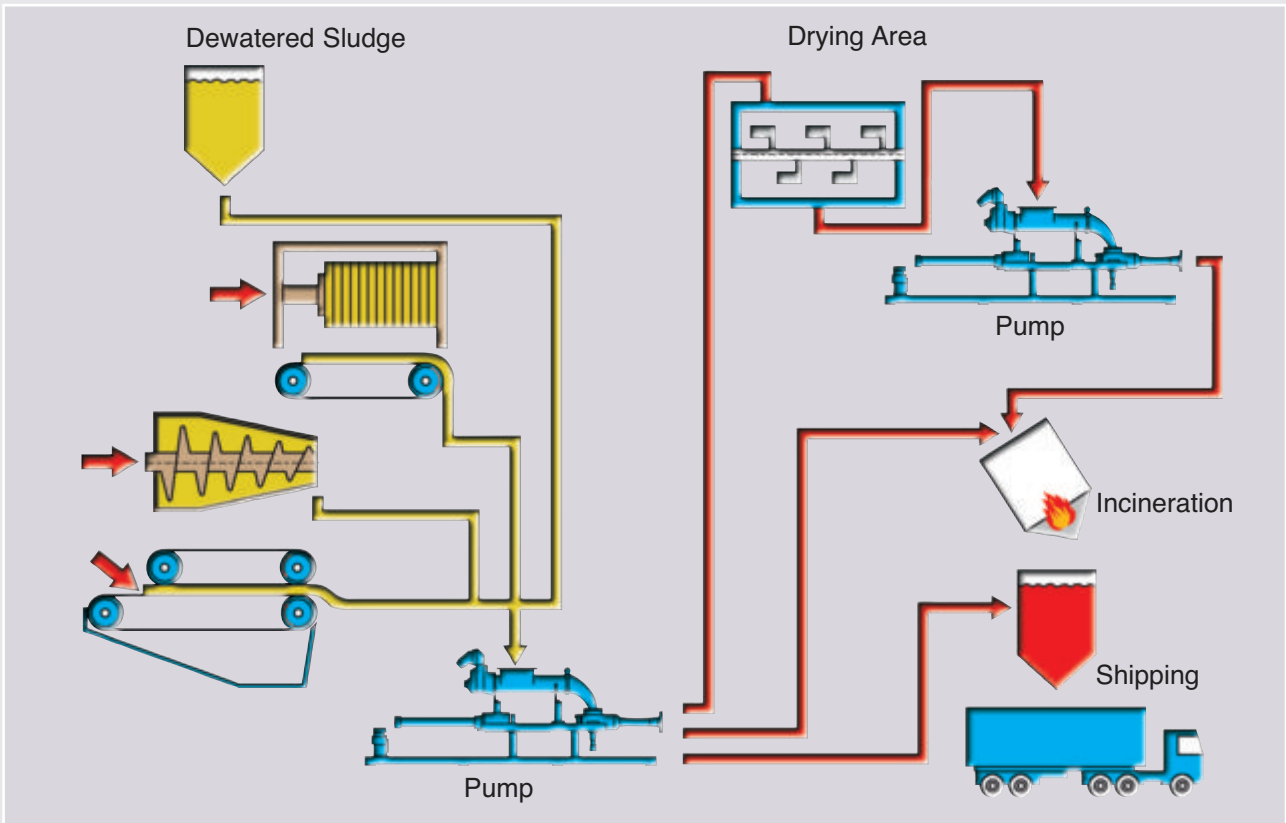 Dewatered Sludge
Drying Area
Pump
Incineration
Shipping
Pump